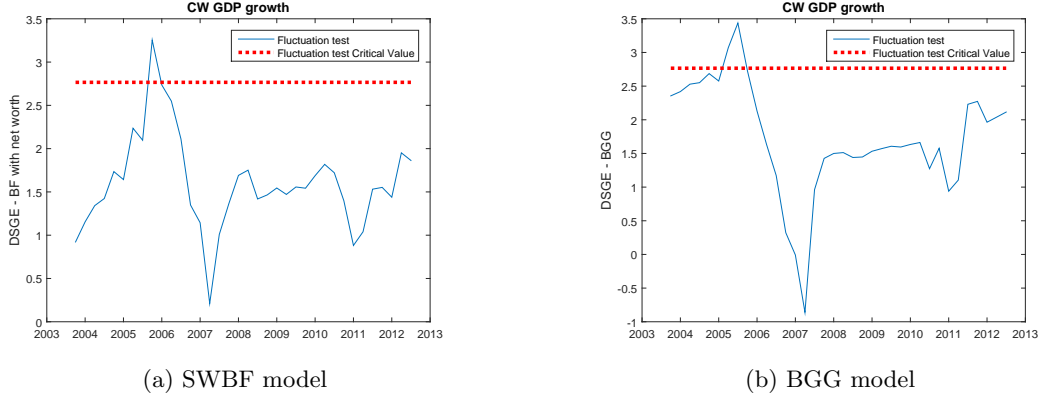 CW GDP growth
3.5
3
2.5
2
1.5
1
0.5
0
DSGE - BF with net worth
Fluctuation test
Fluctuation test Critical Value
2003 2004 2005 2006 2007 2008 2009 2010 2011 2012 2013
(a) SWBF model
CW GDP growth
3.5
3
2.5
2
1.5
1
0.5
0
-0.5
-1
DSGE - BGG
Fluctuation test
Fluctuation test Critical Value
2003 2004 2005 2006 2007 2008 2009 2010 2011 2012 2013
(b) BGG model